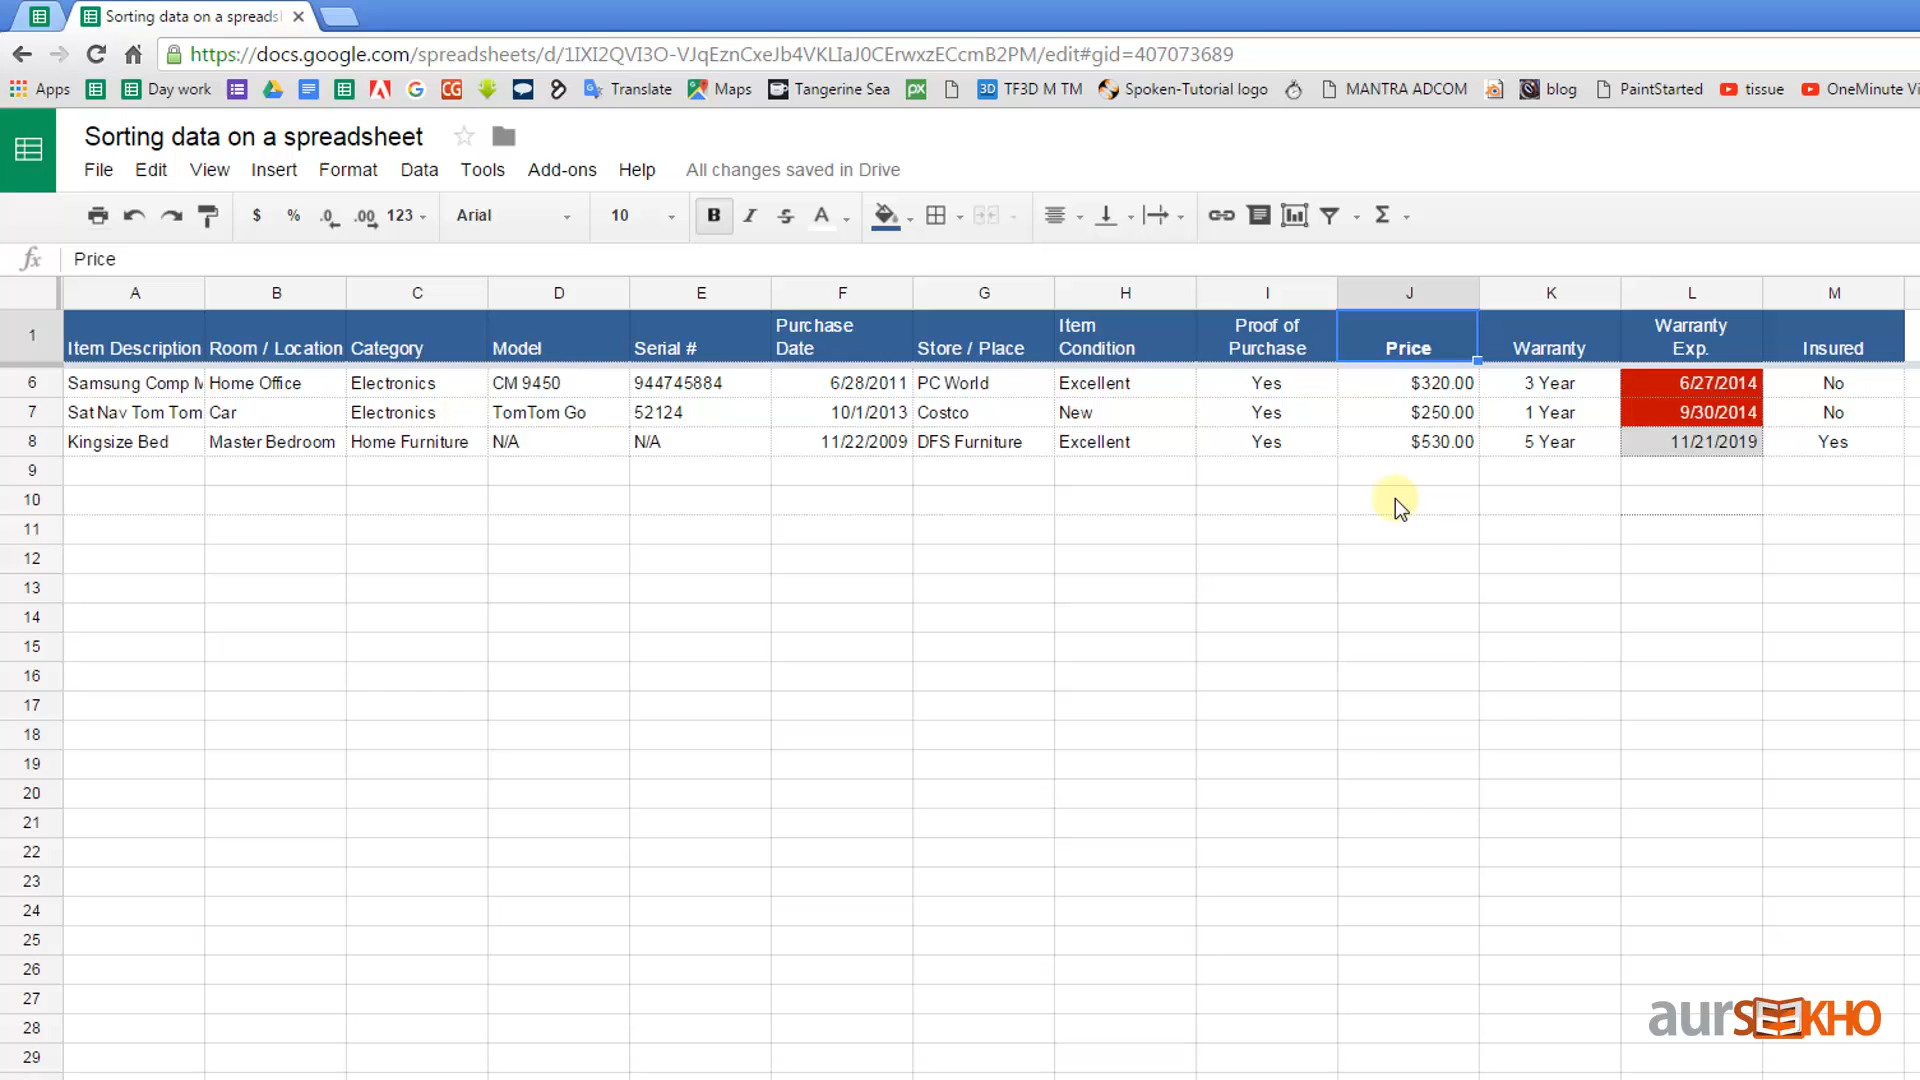 Sorting data on a spreads
https://docs.google.com/spreadsheets/d/1IXI2QVI3O-VJqEznCxeJb4VKLIaJ0CErwxzECcmB2PM/edit#gid=407073689
Apps Day work Translate Maps Tangerine Sea px 3D TF3D M TM Spoken-Tutorial logo MANTRA ADCOM blog PaintStarted tissue OneMinute Vi
Sorting data on a spreadsheet
File Edit View Insert Format Data Tools Add-ons Help All changes saved in Drive
$ % .0 .00 123 Arial 10 B I S A Σ
fx Price
A B C D E F G H I J K L M
1 Item Description Room / Location Category Model Serial # Purchase Date Store / Place Item Condition Proof of Purchase Price Warranty Warranty Exp. Insured
6 Samsung Comp M Home Office Electronics CM 9450 944745884 6/28/2011 PC World Excellent Yes $320.00 3 Year 6/27/2014 No
7 Sat Nav Tom Tom Car Electronics TomTom Go 52124 10/1/2013 Costco New Yes $250.00 1 Year 9/30/2014 No
8 Kingsize Bed Master Bedroom Home Furniture N/A N/A 11/22/2009 DFS Furniture Excellent Yes $530.00 5 Year 11/21/2019 Yes
9
10
11
12
13
14
15
16
17
18
19
20
21
22
23
24
25
26
27
28
29
aurSEEKHO